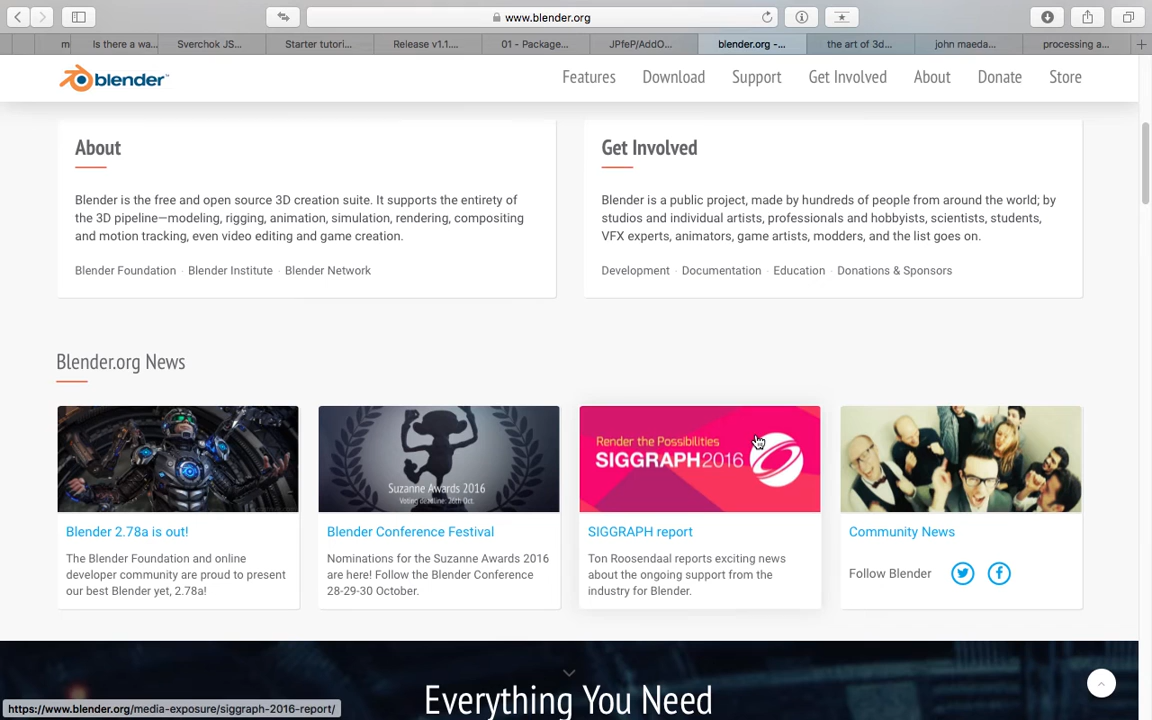 www.blender.org
m
Is there a wa...
Sverchok JS...
Starter tutori...
Release v1.1....
01 - Package...
JPfeP/AddO...
blender.org -...
the art of 3d...
john maeda...
processing a...
blender™
Features
Download
Support
Get Involved
About
Donate
Store
About
Blender is the free and open source 3D creation suite. It supports the entirety of
the 3D pipeline—modeling, rigging, animation, simulation, rendering, compositing
and motion tracking, even video editing and game creation.
Blender Foundation · Blender Institute · Blender Network
Get Involved
Blender is a public project, made by hundreds of people from around the world; by
studios and individual artists, professionals and hobbyists, scientists, students,
VFX experts, animators, game artists, modders, and the list goes on.
Development · Documentation · Education · Donations & Sponsors
Blender.org News
Suzanne Awards 2016
Voting deadline: 26th Oct.
Render the Possibilities
SIGGRAPH2016
Blender 2.78a is out!
The Blender Foundation and online
developer community are proud to present
our best Blender yet, 2.78a!
Blender Conference Festival
Nominations for the Suzanne Awards 2016
are here! Follow the Blender Conference
28-29-30 October.
SIGGRAPH report
Ton Roosendaal reports exciting news
about the ongoing support from the
industry for Blender.
Community News
Follow Blender
Everything You Need
https://www.blender.org/media-exposure/siggraph-2016-report/